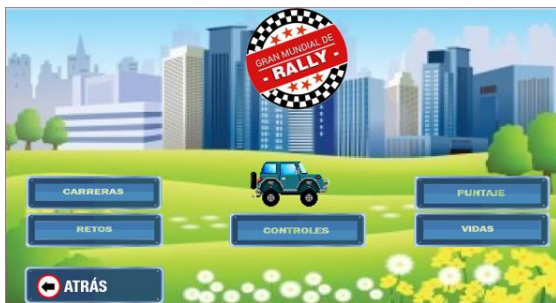 GRAN MUNDIAL DE
- RALLY -
CARRERAS
PUNTAJE
RETOS
CONTROLES
VIDAS
ATRÁS